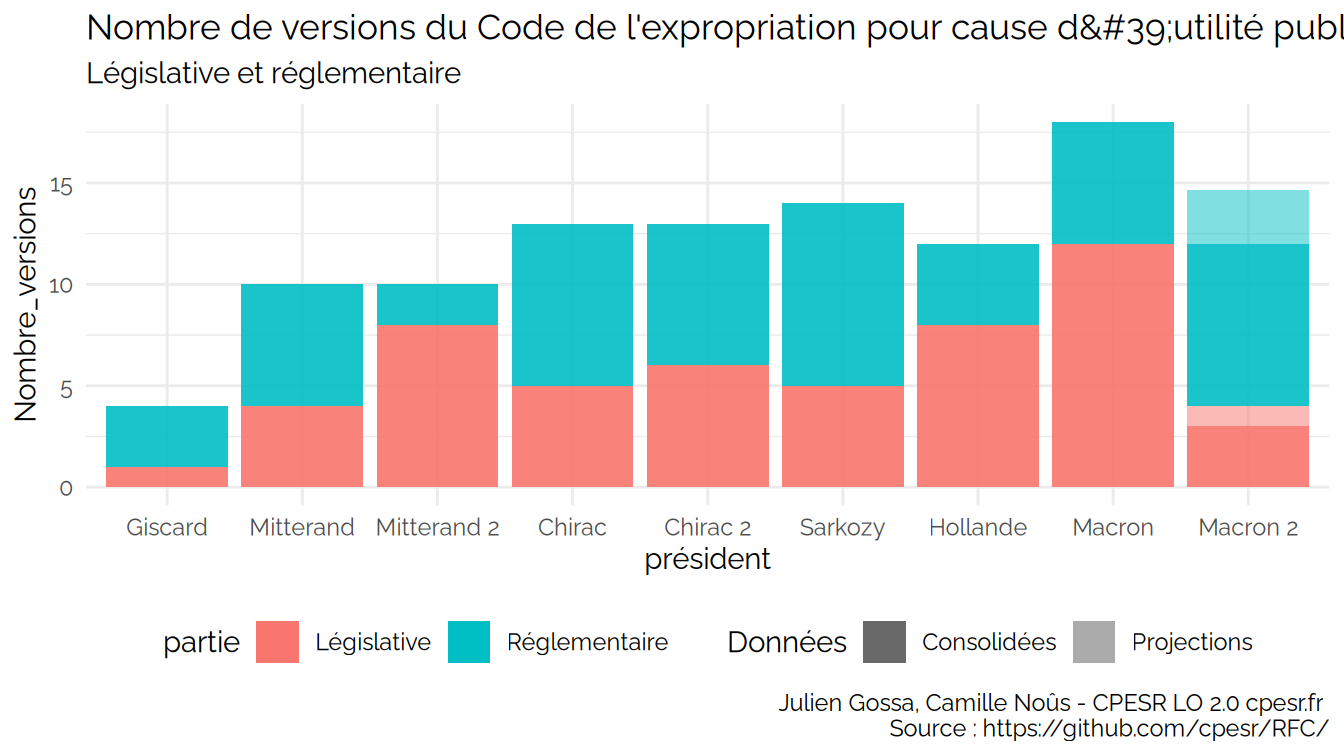 Nombre de versions du Code de l'expropriation pour cause d&#39;utilité publ
Législative et réglementaire
Nombre_versions
15
10
5
0
Giscard Mitterand Mitterand 2 Chirac Chirac 2 Sarkozy Hollande Macron Macron 2
président
partie Législative Réglementaire Données Consolidées Projections
Julien Gossa, Camille Noûs - CPESR LO 2.0 cpesr.fr
Source : https://github.com/cpesr/RFC/